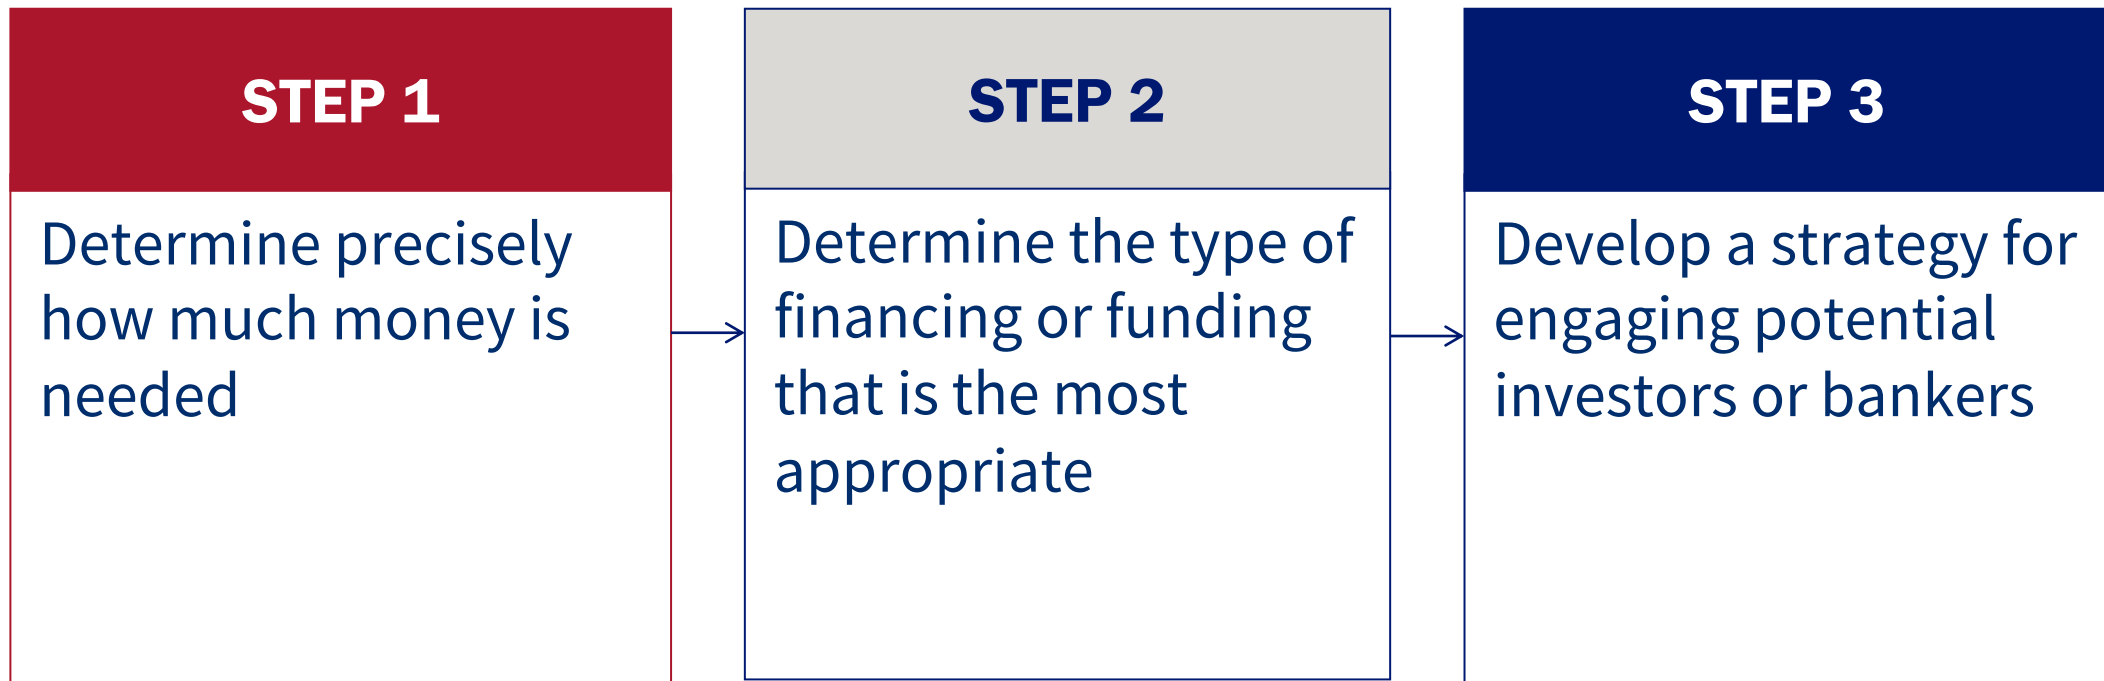 STEP 1
Determine precisely
how much money is
needed
STEP 2
Determine the type of
financing or funding
that is the most
appropriate
STEP 3
Develop a strategy for
engaging potential
investors or bankers